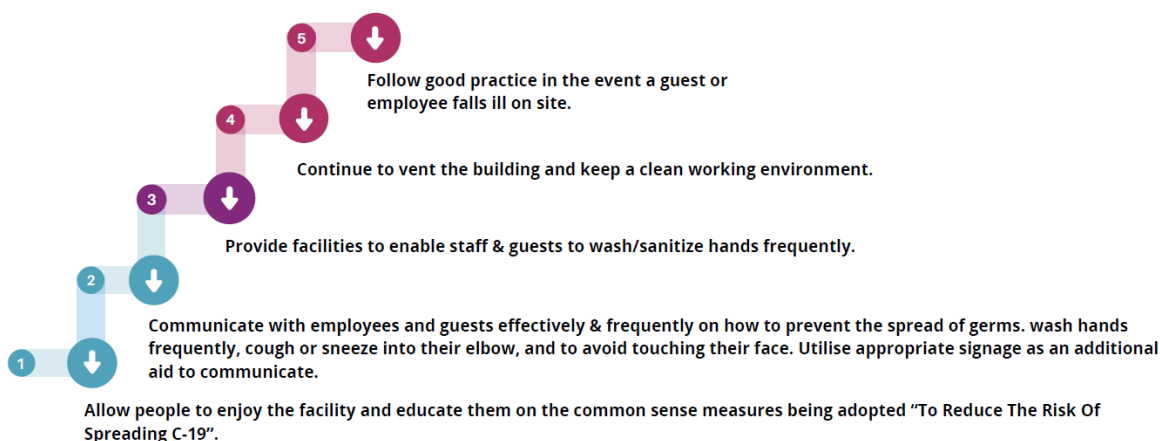 5
Follow good practice in the event a guest or
employee falls ill on site.
4
Continue to vent the building and keep a clean working environment.
3
Provide facilities to enable staff & guests to wash/sanitize hands frequently.
2
Communicate with employees and guests effectively & frequently on how to prevent the spread of germs. wash hands
frequently, cough or sneeze into their elbow, and to avoid touching their face. Utilise appropriate signage as an additional
aid to communicate.
1
Allow people to enjoy the facility and educate them on the common sense measures being adopted “To Reduce The Risk Of
Spreading C-19”.